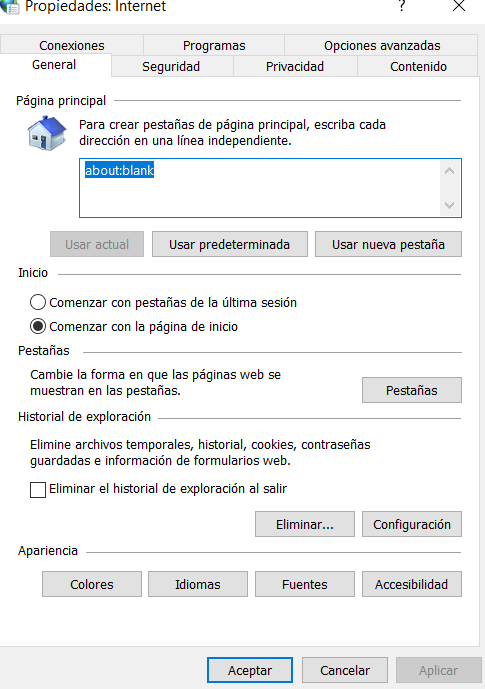 Propiedades: Internet
?
Conexiones
Programas
Opciones avanzadas
General
Seguridad
Privacidad
Contenido
Página principal
Para crear pestañas de página principal, escriba cada
dirección en una línea independiente.
about:blank
Usar actual
Usar predeterminada
Usar nueva pestaña
Inicio
Comenzar con pestañas de la última sesión
Comenzar con la página de inicio
Pestañas
Cambie la forma en que las páginas web se
muestran en las pestañas.
Pestañas
Historial de exploración
Elimine archivos temporales, historial, cookies, contraseñas
guardadas e información de formularios web.
Eliminar el historial de exploración al salir
Eliminar...
Configuración
Apariencia
Colores
Idiomas
Fuentes
Accesibilidad
Aceptar
Cancelar
Aplicar